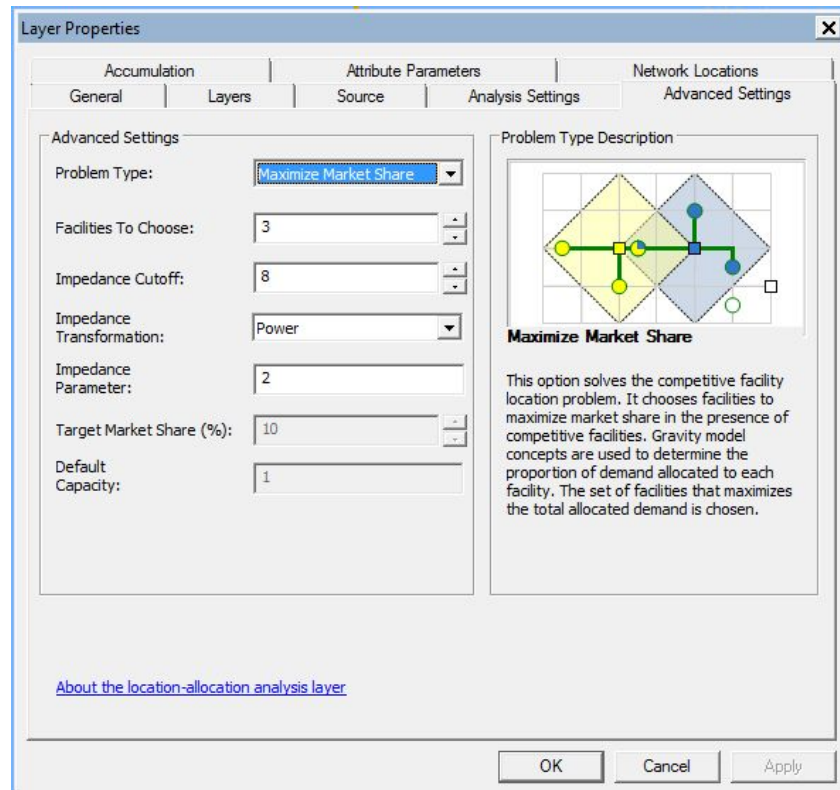 Layer Properties
Accumulation
Attribute Parameters
Network Locations
General
Layers
Source
Analysis Settings
Advanced Settings
Advanced Settings
Problem Type:
Maximize Market Share
Facilities To Choose:
3
Impedance Cutoff:
8
Impedance
Transformation:
Power
Impedance
Parameter:
2
Target Market Share (%):
10
Default
Capacity:
1
Problem Type Description
Maximize Market Share
This option solves the competitive facility
location problem. It chooses facilities to
maximize market share in the presence of
competitive facilities. Gravity model
concepts are used to determine the
proportion of demand allocated to each
facility. The set of facilities that maximizes
the total allocated demand is chosen.
About the location-allocation analysis layer
OK
Cancel
Apply